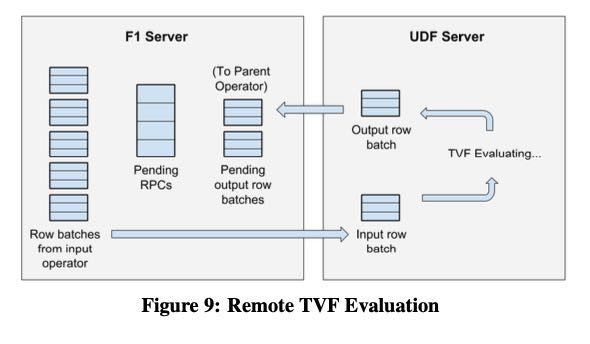 F1 Server
UDF Server
(To Parent
Operator)
Pending
RPCs
Pending
output row
batches
Output row
batch
TVF Evaluating...
Row batches
from input
operator
Input row
batch
Figure 9: Remote TVF Evaluation